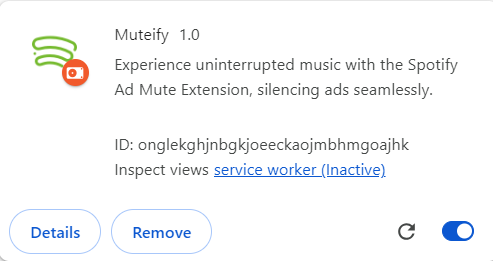 Muteify 1.0
Experience uninterrupted music with the Spotify
Ad Mute Extension, silencing ads seamlessly.
ID: onglekghjnbgkjoeeckaojmbhmgoajhk
Inspect views service worker (Inactive)
Details Remove